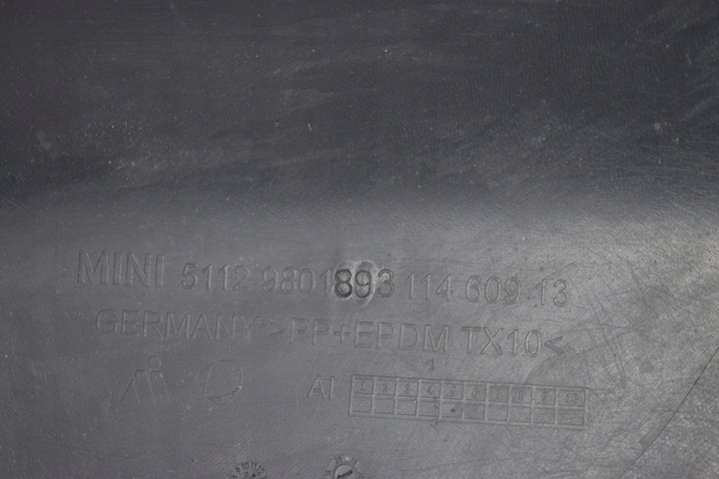 MINI 5112 9801893 114 609-13
GERMANY >PP+EPDM TX10<
AI